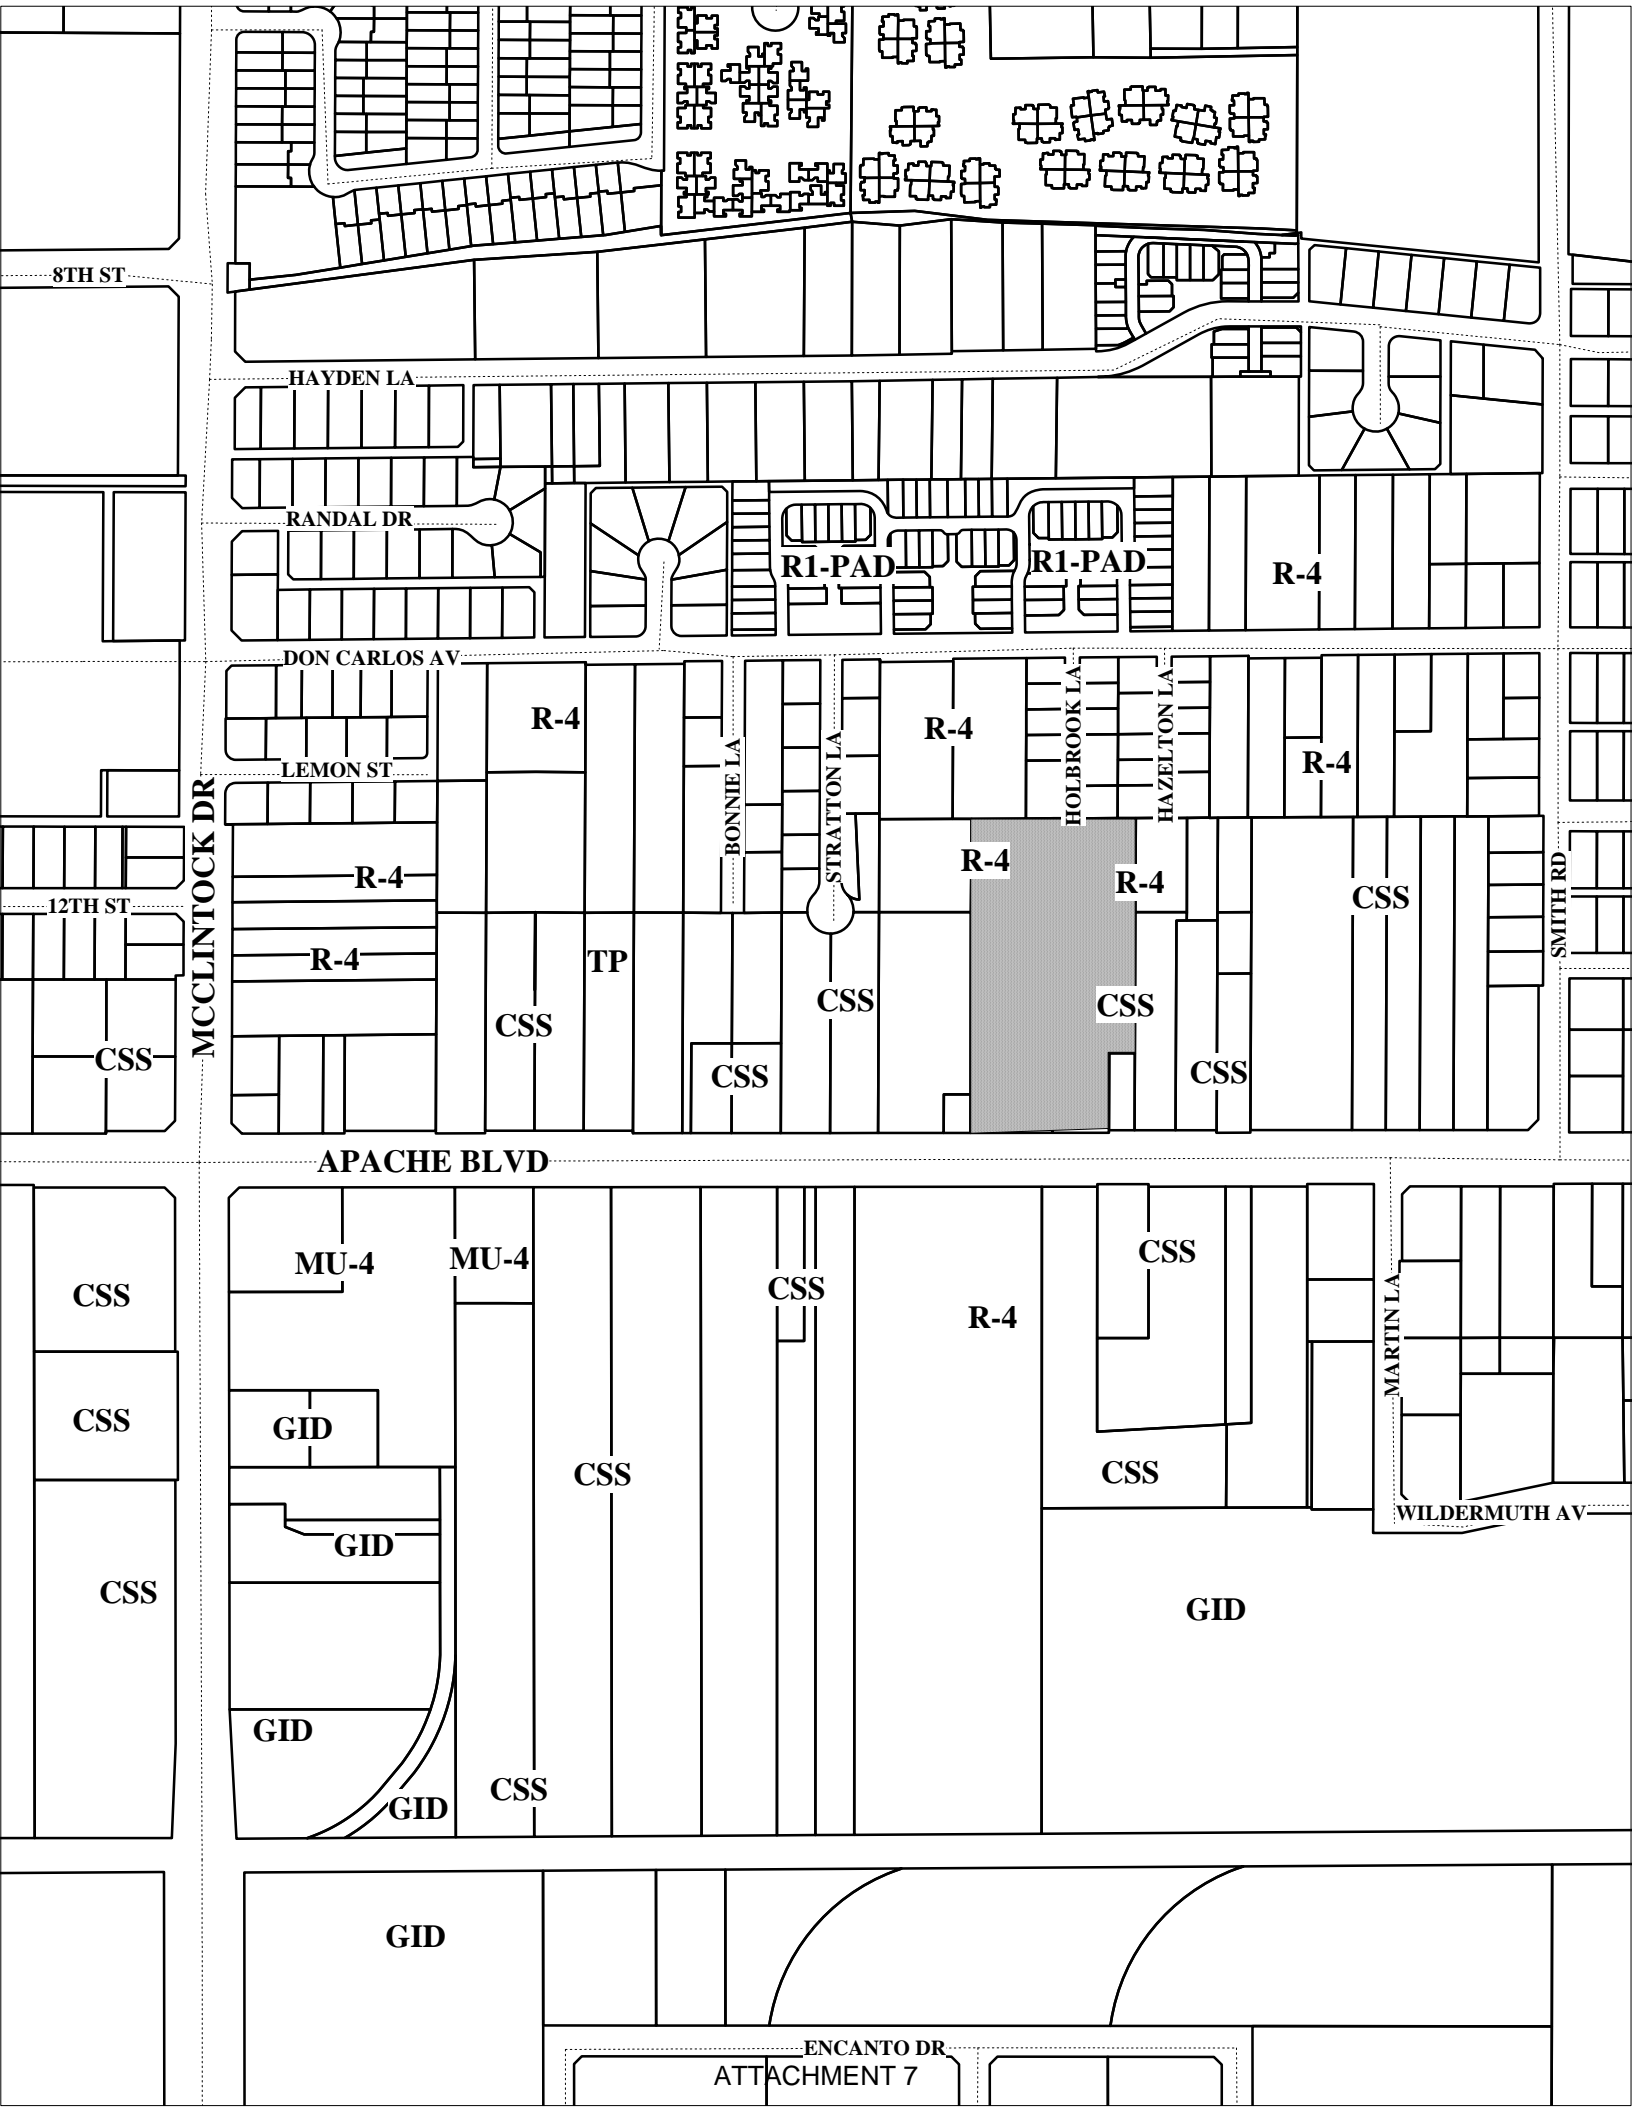 8TH ST
HAYDEN LA
RANDAL DR
R1-PAD
R1-PAD
R-4
DON CARLOS AV
R-4
R-4
HOLBROOK LA
HAZELTON LA
R-4
LEMON ST
BONNIE LA
STRATTON LA
MCCLINTOCK DR
R-4
R-4
R-4
CSS
SMITH RD
12TH ST
R-4
TP
CSS
CSS
CSS
CSS
CSS
CSS
CSS
APACHE BLVD
MU-4
MU-4
CSS
CSS
CSS
R-4
MARTIN LA
CSS
GID
CSS
CSS
WILDERMUTH AV
GID
CSS
GID
GID
CSS
GID
GID
ENCANTO DR
ATTACHMENT 7